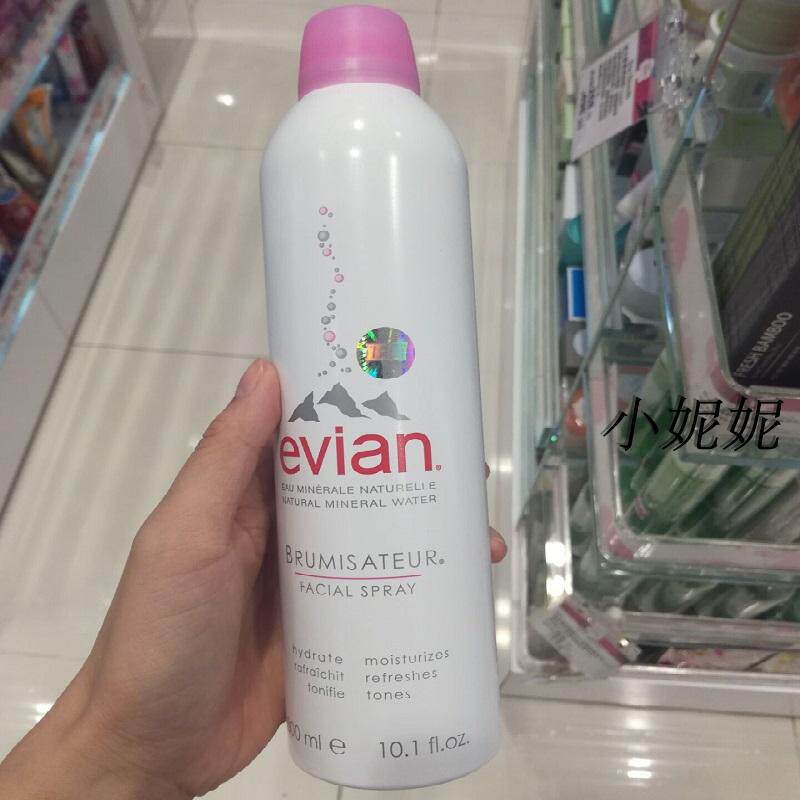 evian.
EAU MINÉRALE NATURELLE
NATURAL MINERAL WATER
BRUMISATEUR®
FACIAL SPRAY
hydrate moisturizes
rafraîchit refreshes
tonifie tones
ml e 10.1 fl.oz.
FRESH BAMBOO
小妮妮